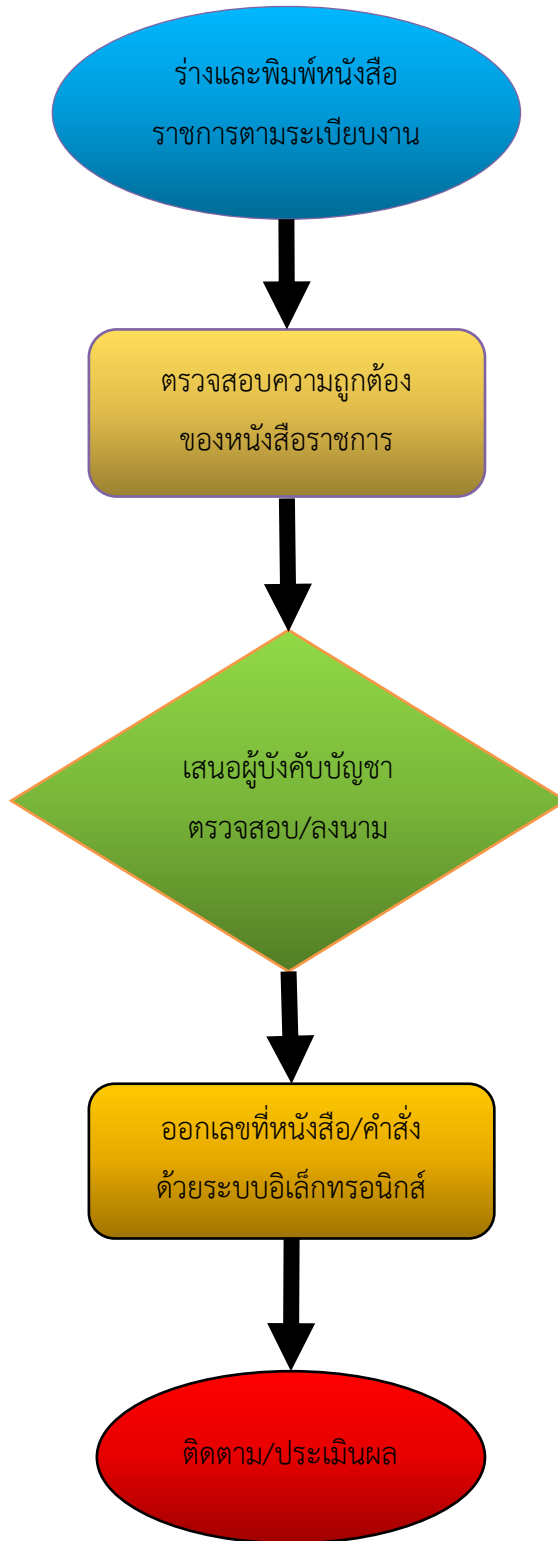 ร่างและพิมพ์หนังสือ
ราชการตามระเบียบงาน
ตรวจสอบความถูกต้อง
ของหนังสือราชการ
เสนอผู้บังคับบัญชา
ตรวจสอบ/ลงนาม
ออกเลขที่หนังสือ/คำสั่ง
ด้วยระบบอิเล็กทรอนิกส์
ติดตาม/ประเมินผล